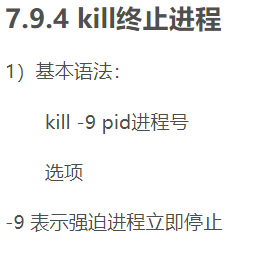 7.9.4 kill终止进程
1）基本语法：
kill -9 pid进程号
选项
-9 表示强迫进程立即停止